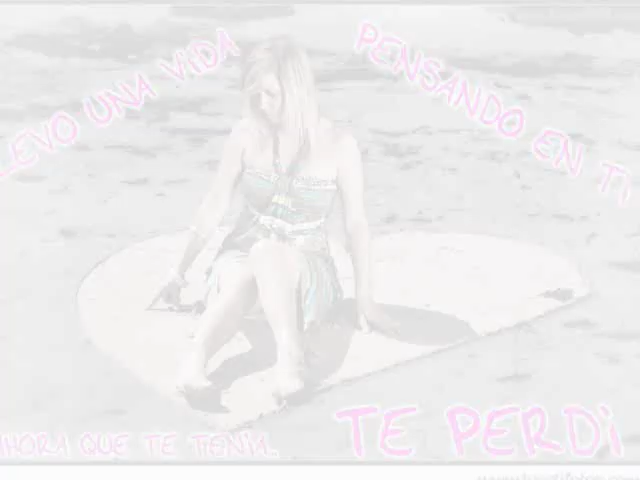 LLEVO UNA VIDA
PENSANDO EN Ti
AHORA QUE TE TENIA..
TE PERDi